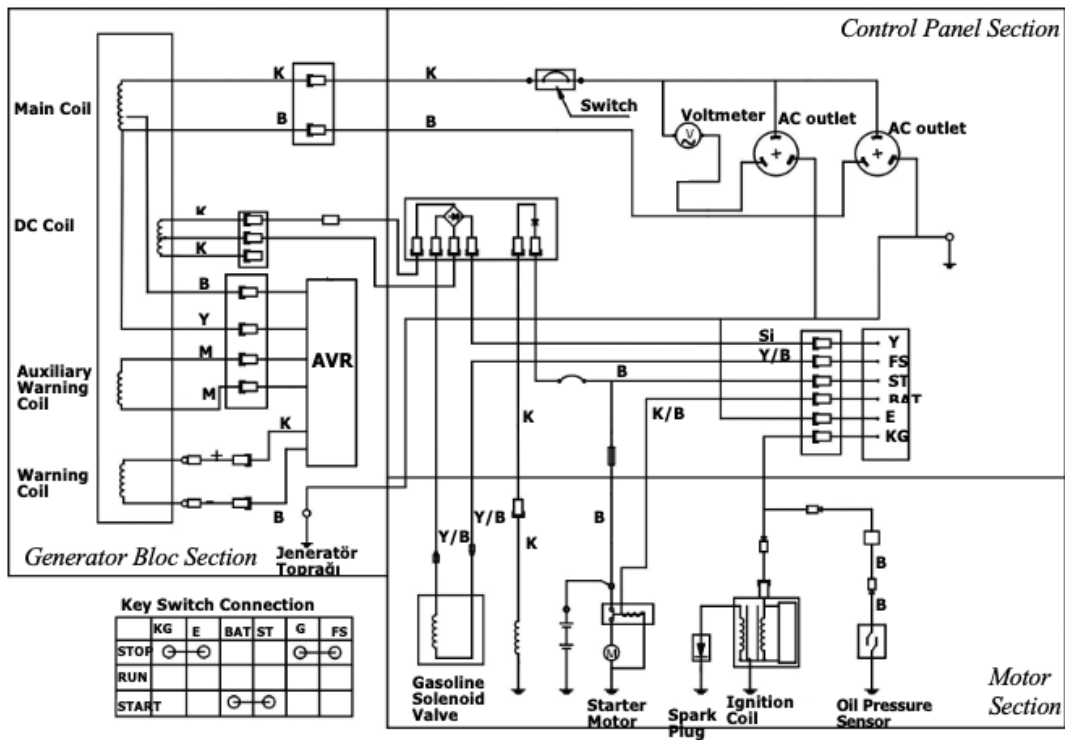 Control Panel Section
K
K
Main Coil
Switch
Voltmeter
V
AC outlet
AC outlet
B
B
K
DC Coil
K
B
Y
M
M
AVR
Auxiliary
Warning
Coil
K
+
Warning
Coil
-
B
Generator Bloc Section
Jeneratör
Toprağı
Si
Y
Y/B
FS
B
ST
BAT
K/B
E
K
KG
Y/B
Y/B
K
B
B
B
M
Gasoline
Solenoid
Valve
Starter
Motor
Spark
Plug
Ignition
Coil
Oil Pressure
Sensor
Motor
Section
Key Switch Connection
KG E BAT ST G FS
STOP
RUN
START